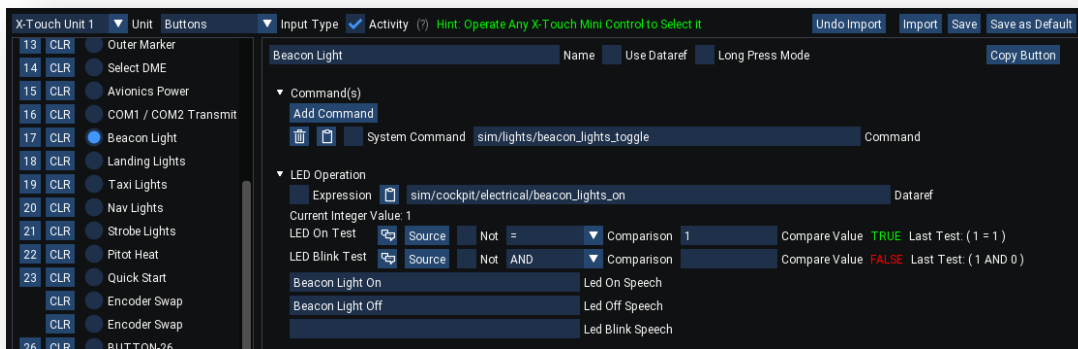 X-Touch Unit 1 Unit Buttons Input Type Activity (?) Hint: Operate Any X-Touch Mini Control to Select it Undo Import Import Save Save as Default
13 CLR Outer Marker
14 CLR Select DME
15 CLR Avionics Power
16 CLR COM1 / COM2 Transmit
17 CLR Beacon Light
18 CLR Landing Lights
19 CLR Taxi Lights
20 CLR Nav Lights
21 CLR Strobe Lights
22 CLR Pitot Heat
23 CLR Quick Start
CLR Encoder Swap
CLR Encoder Swap
26 CLR BUTTON-26
Beacon Light Name Use Dataref Long Press Mode Copy Button
Command(s)
Add Command
System Command sim/lights/beacon_lights_toggle Command
LED Operation
Expression sim/cockpit/electrical/beacon_lights_on Dataref
Current Integer Value: 1
LED On Test Source Not = Comparison 1 Compare Value TRUE Last Test: ( 1 = 1 )
LED Blink Test Source Not AND Comparison Compare Value FALSE Last Test: ( 1 AND 0 )
Beacon Light On Led On Speech
Beacon Light Off Led Off Speech
Led Blink Speech